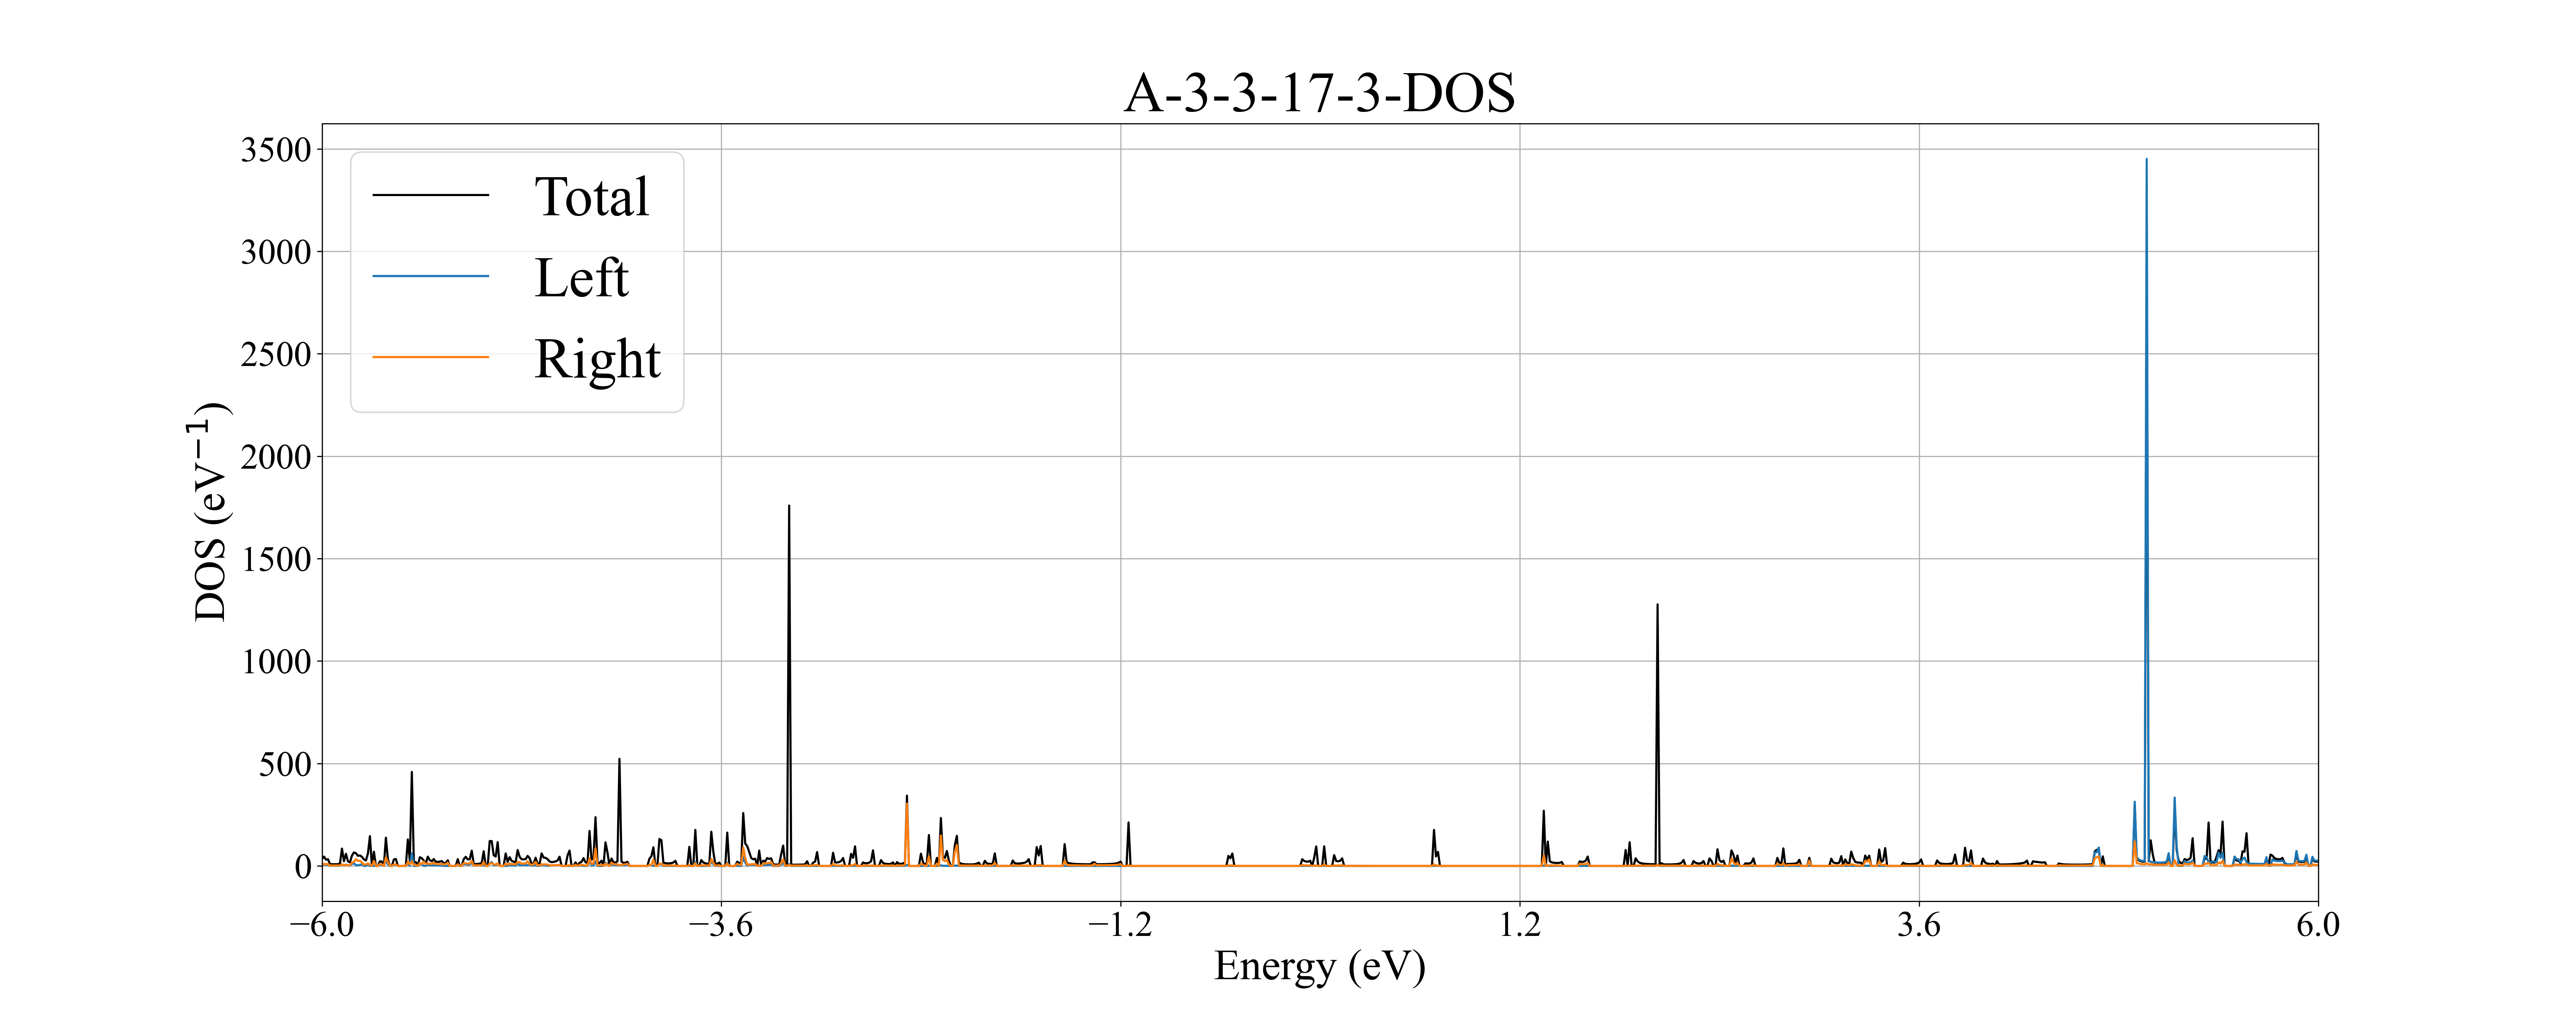 A-3-3-17-3-DOS
Total
Left
Right
DOS (eV⁻¹)
3500
3000
2500
2000
1500
1000
500
0
−6.0 −3.6 −1.2 1.2 3.6 6.0
Energy (eV)